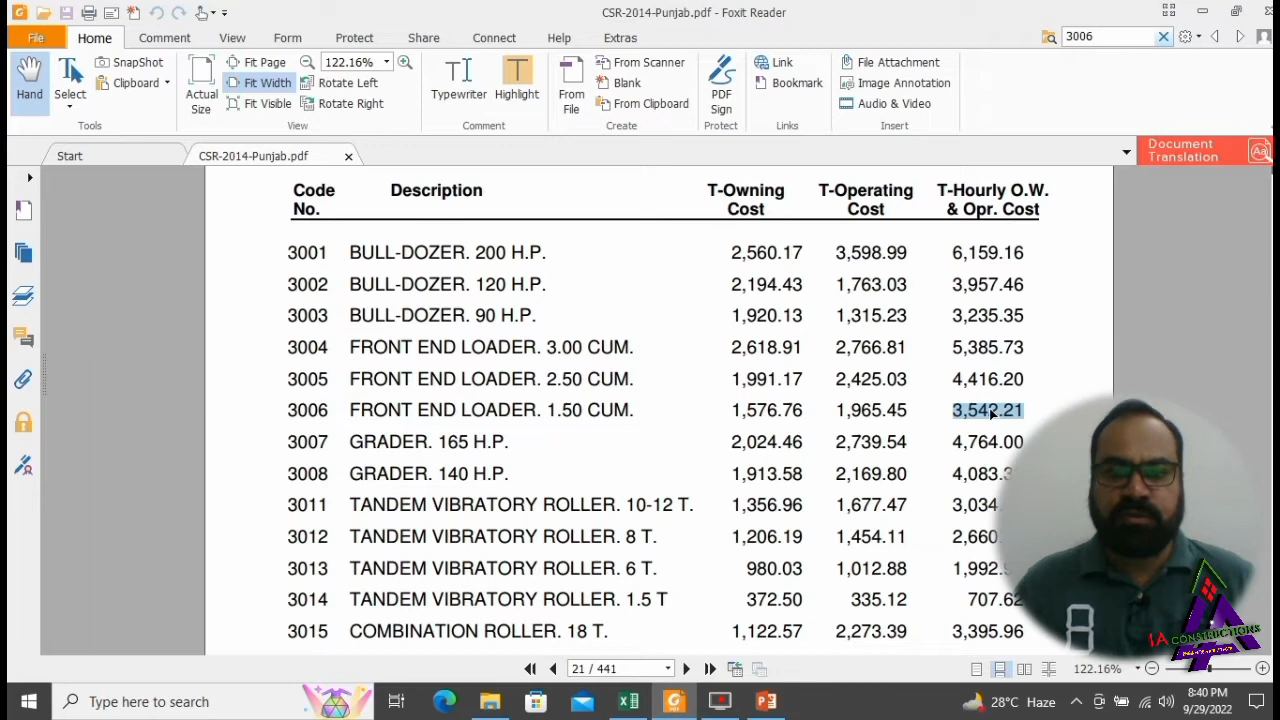 CSR-2014-Punjab.pdf - Foxit Reader
File Home Comment View Form Protect Share Connect Help Extras 3006
Hand Select SnapShot Clipboard Actual Size Fit Page Fit Width Fit Visible 122.16% Rotate Left Rotate Right Typewriter Highlight From File From Scanner Blank From Clipboard PDF Sign Link Bookmark File Attachment Image Annotation Audio & Video
Tools View Comment Create Protect Links Insert
Start CSR-2014-Punjab.pdf Document Translation
Code No. Description T-Owning Cost T-Operating Cost T-Hourly O.W. & Opr. Cost
3001 BULL-DOZER. 200 H.P. 2,560.17 3,598.99 6,159.16
3002 BULL-DOZER. 120 H.P. 2,194.43 1,763.03 3,957.46
3003 BULL-DOZER. 90 H.P. 1,920.13 1,315.23 3,235.35
3004 FRONT END LOADER. 3.00 CUM. 2,618.91 2,766.81 5,385.73
3005 FRONT END LOADER. 2.50 CUM. 1,991.17 2,425.03 4,416.20
3006 FRONT END LOADER. 1.50 CUM. 1,576.76 1,965.45 3,542.21
3007 GRADER. 165 H.P. 2,024.46 2,739.54 4,764.00
3008 GRADER. 140 H.P. 1,913.58 2,169.80
3011 TANDEM VIBRATORY ROLLER. 10-12 T. 1,356.96 1,677.47
3012 TANDEM VIBRATORY ROLLER. 8 T. 1,206.19 1,454.11
3013 TANDEM VIBRATORY ROLLER. 6 T. 980.03 1,012.88
3014 TANDEM VIBRATORY ROLLER. 1.5 T 372.50 335.12 707.62
3015 COMBINATION ROLLER. 18 T. 1,122.57 2,273.39 3,395.96
IA CONSTRUCTIONS
21 / 441 122.16%
Type here to search 28°C Haze 8:40 PM
9/29/2022